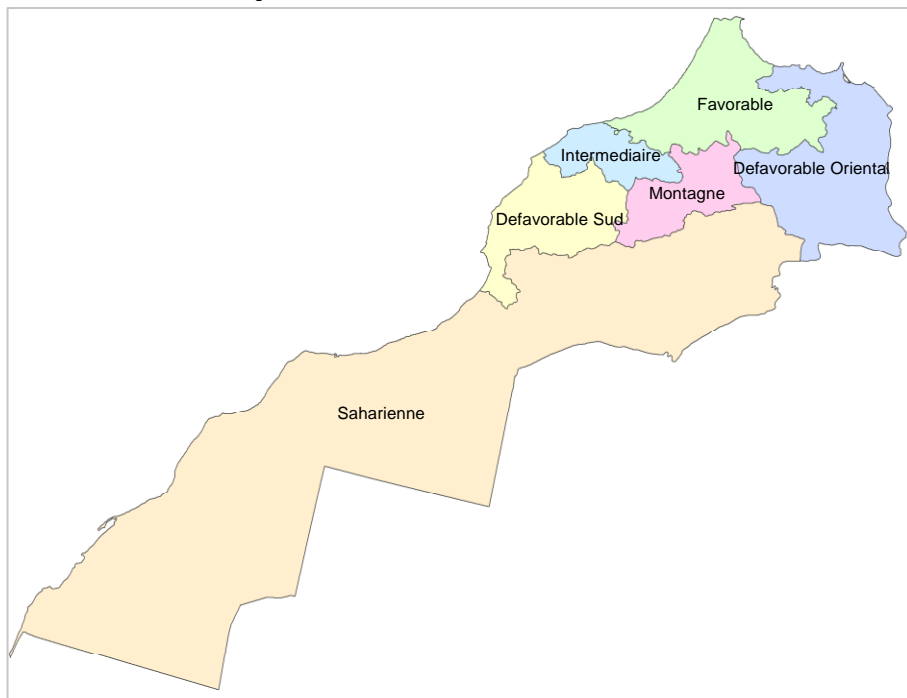 Favorable
Intermediaire
Defavorable Oriental
Montagne
Defavorable Sud
Saharienne